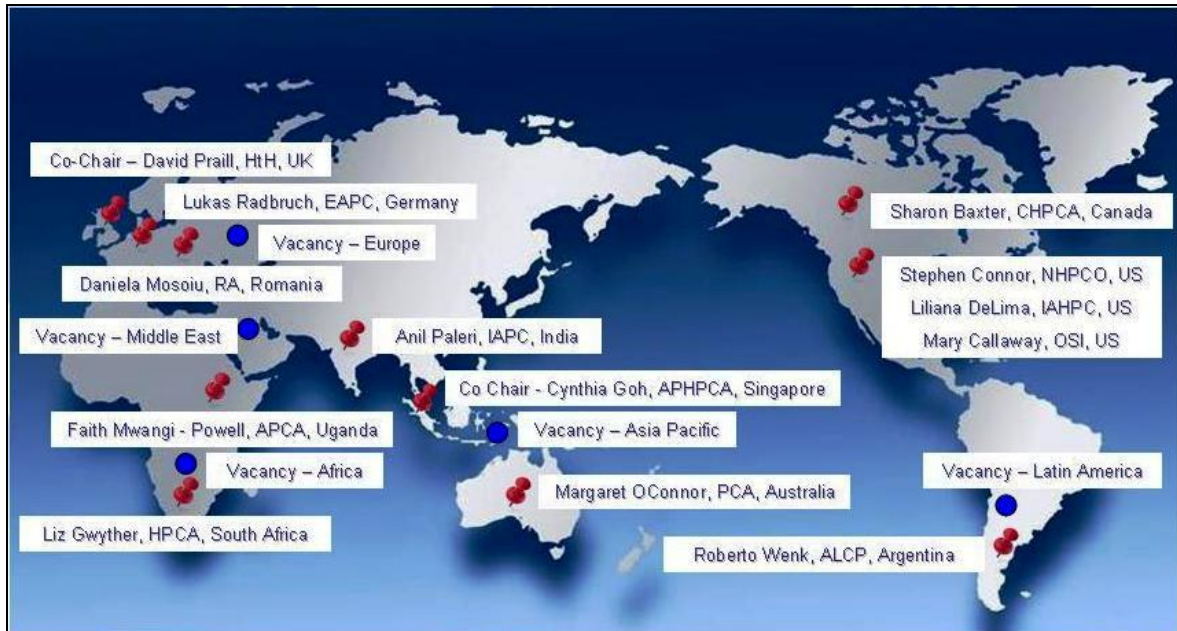 Co-Chair – David Praill, HtH, UK
Lukas Radbruch, EAPC, Germany
Vacancy – Europe
Daniela Mosoiu, RA, Romania
Vacancy – Middle East
Anil Paleri, IAPC, India
Co Chair - Cynthia Goh, APHPCA, Singapore
Faith Mwangi - Powell, APCA, Uganda
Vacancy – Asia Pacific
Vacancy – Africa
Margaret OConnor, PCA, Australia
Liz Gwyther, HPCA, South Africa
Sharon Baxter, CHPCA, Canada
Stephen Connor, NHPCO, US
Liliana DeLima, IAHPC, US
Mary Callaway, OSI, US
Vacancy – Latin America
Roberto Wenk, ALCP, Argentina